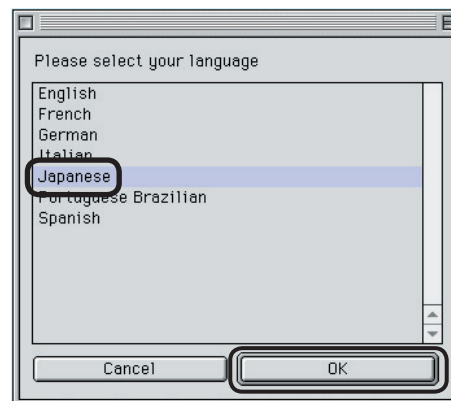 Please select your language
English
French
German
Italian
Japanese
Portuguese Brazilian
Spanish
Cancel
OK